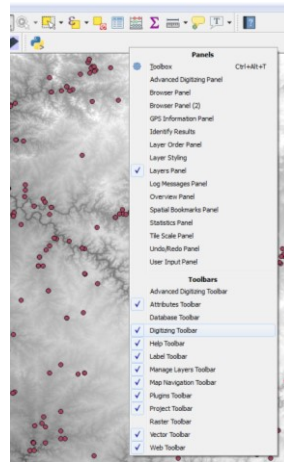 Panels
Toolbox Ctrl+Alt+T
Advanced Digitizing Panel
Browser Panel
Browser Panel (2)
GPS Information Panel
Identify Results
Layer Order Panel
Layer Styling
Layers Panel
Log Messages Panel
Overview Panel
Spatial Bookmarks Panel
Statistics Panel
Tile Scale Panel
Undo/Redo Panel
User Input Panel
Toolbars
Advanced Digitizing Toolbar
Attributes Toolbar
Database Toolbar
Digitizing Toolbar
Help Toolbar
Label Toolbar
Manage Layers Toolbar
Map Navigation Toolbar
Plugins Toolbar
Project Toolbar
Raster Toolbar
Vector Toolbar
Web Toolbar